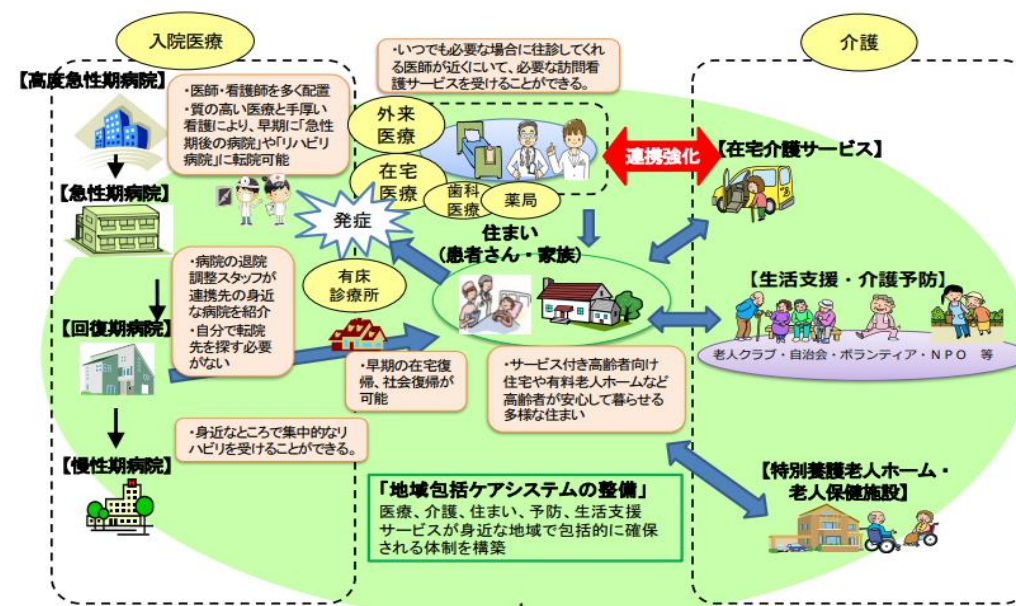 入院医療
【高度急性期病院】
・医師・看護師を多く配置
・質の高い医療と手厚い
看護により、早期に「急性
期後の病院」や「リハビリ
病院」に転院可能
【急性期病院】
・病院の退院
調整スタッフが
連携先の身近
な病院を紹介
・自分で転院
先を探す必要
がない
【回復期病院】
・身近なところで集中的なリ
ハビリを受けることができる。
【慢性期病院】
・いつでも必要な場合に往診してくれ
る医師が近くにいて、必要な訪問看
護サービスを受けることができる。
外来
医療
在宅
医療
歯科
医療
薬局
発症
住まい
(患者さん・家族)
有床
診療所
・早期の在宅復
帰、社会復帰が
可能
・サービス付き高齢者向け
住宅や有料老人ホームなど
高齢者が安心して暮らせる
多様な住まい
「地域包括ケアシステムの整備」
医療、介護、住まい、予防、生活支援
サービスが身近な地域で包括的に確保
される体制を構築
連携強化
介護
【在宅介護サービス】
【生活支援・介護予防】
老人クラブ・自治会・ボランティア・NPO 等
【特別養護老人ホーム・
老人保健施設】